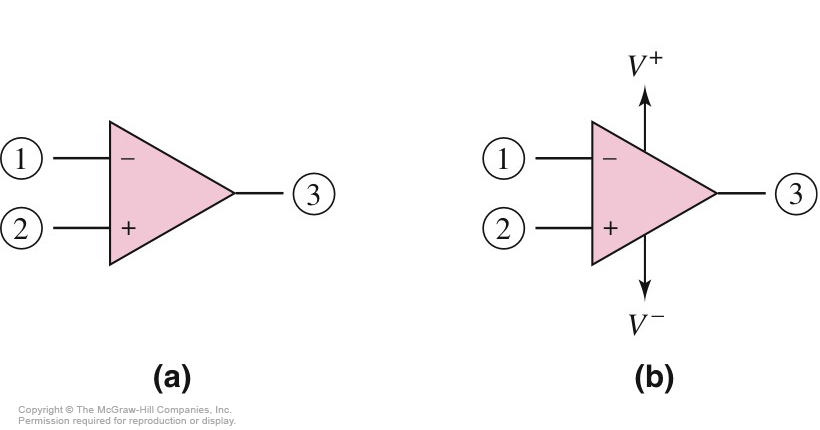 V⁺
1 − 3 1 − 3
2 + 2 +
V⁻
(a) (b)
Copyright © The McGraw-Hill Companies, Inc.
Permission required for reproduction or display.